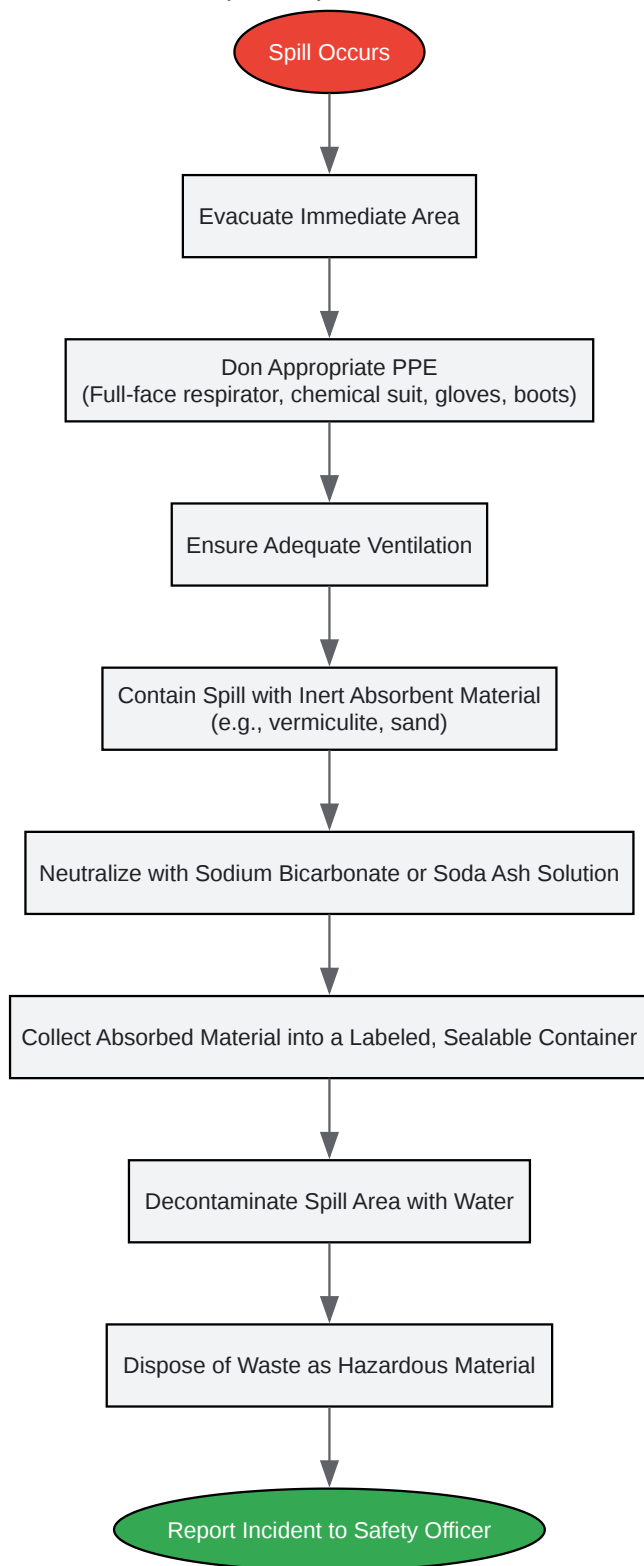 Spill Occurs
Evacuate Immediate Area
Don Appropriate PPE
(Full-face respirator, chemical suit, gloves, boots)
Ensure Adequate Ventilation
Contain Spill with Inert Absorbent Material
(e.g., vermiculite, sand)
Neutralize with Sodium Bicarbonate or Soda Ash Solution
Collect Absorbed Material into a Labeled, Sealable Container
Decontaminate Spill Area with Water
Dispose of Waste as Hazardous Material
Report Incident to Safety Officer